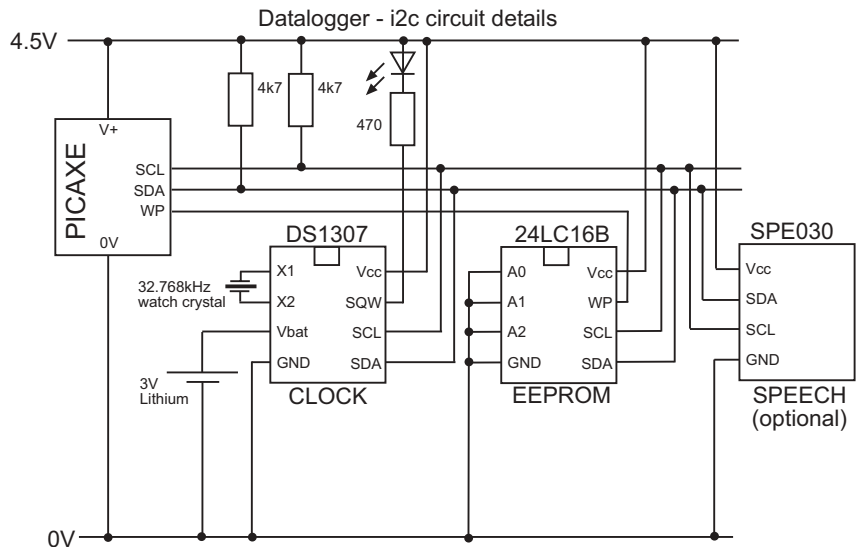 Datalogger - i2c circuit details
4.5V
4k7
4k7
470
PICAXE
V+
SCL
SDA
WP
0V
DS1307
X1
X2
Vbat
GND
Vcc
SQW
SCL
SDA
CLOCK
32.768kHz
watch crystal
3V
Lithium
24LC16B
A0
A1
A2
GND
Vcc
WP
SCL
SDA
EEPROM
SPE030
Vcc
SDA
SCL
GND
SPEECH
(optional)
0V